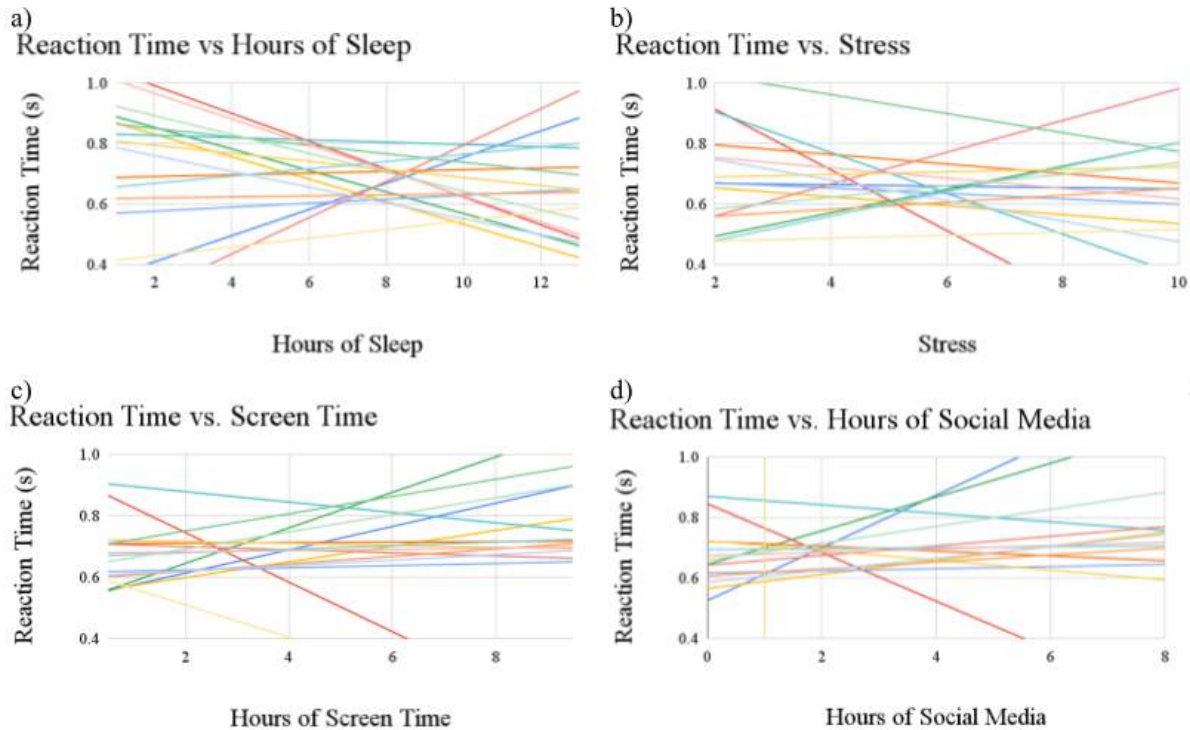 a)
Reaction Time vs Hours of Sleep
Reaction Time (s)
1.0
0.8
0.6
0.4
2 4 6 8 10 12
Hours of Sleep
b)
Reaction Time vs. Stress
Reaction Time (s)
1.0
0.8
0.6
0.4
2 4 6 8 10
Stress
c)
Reaction Time vs. Screen Time
Reaction Time (s)
1.0
0.8
0.6
0.4
2 4 6 8
Hours of Screen Time
d)
Reaction Time vs. Hours of Social Media
Reaction Time (s)
1.0
0.8
0.6
0.4
0 2 4 6 8
Hours of Social Media